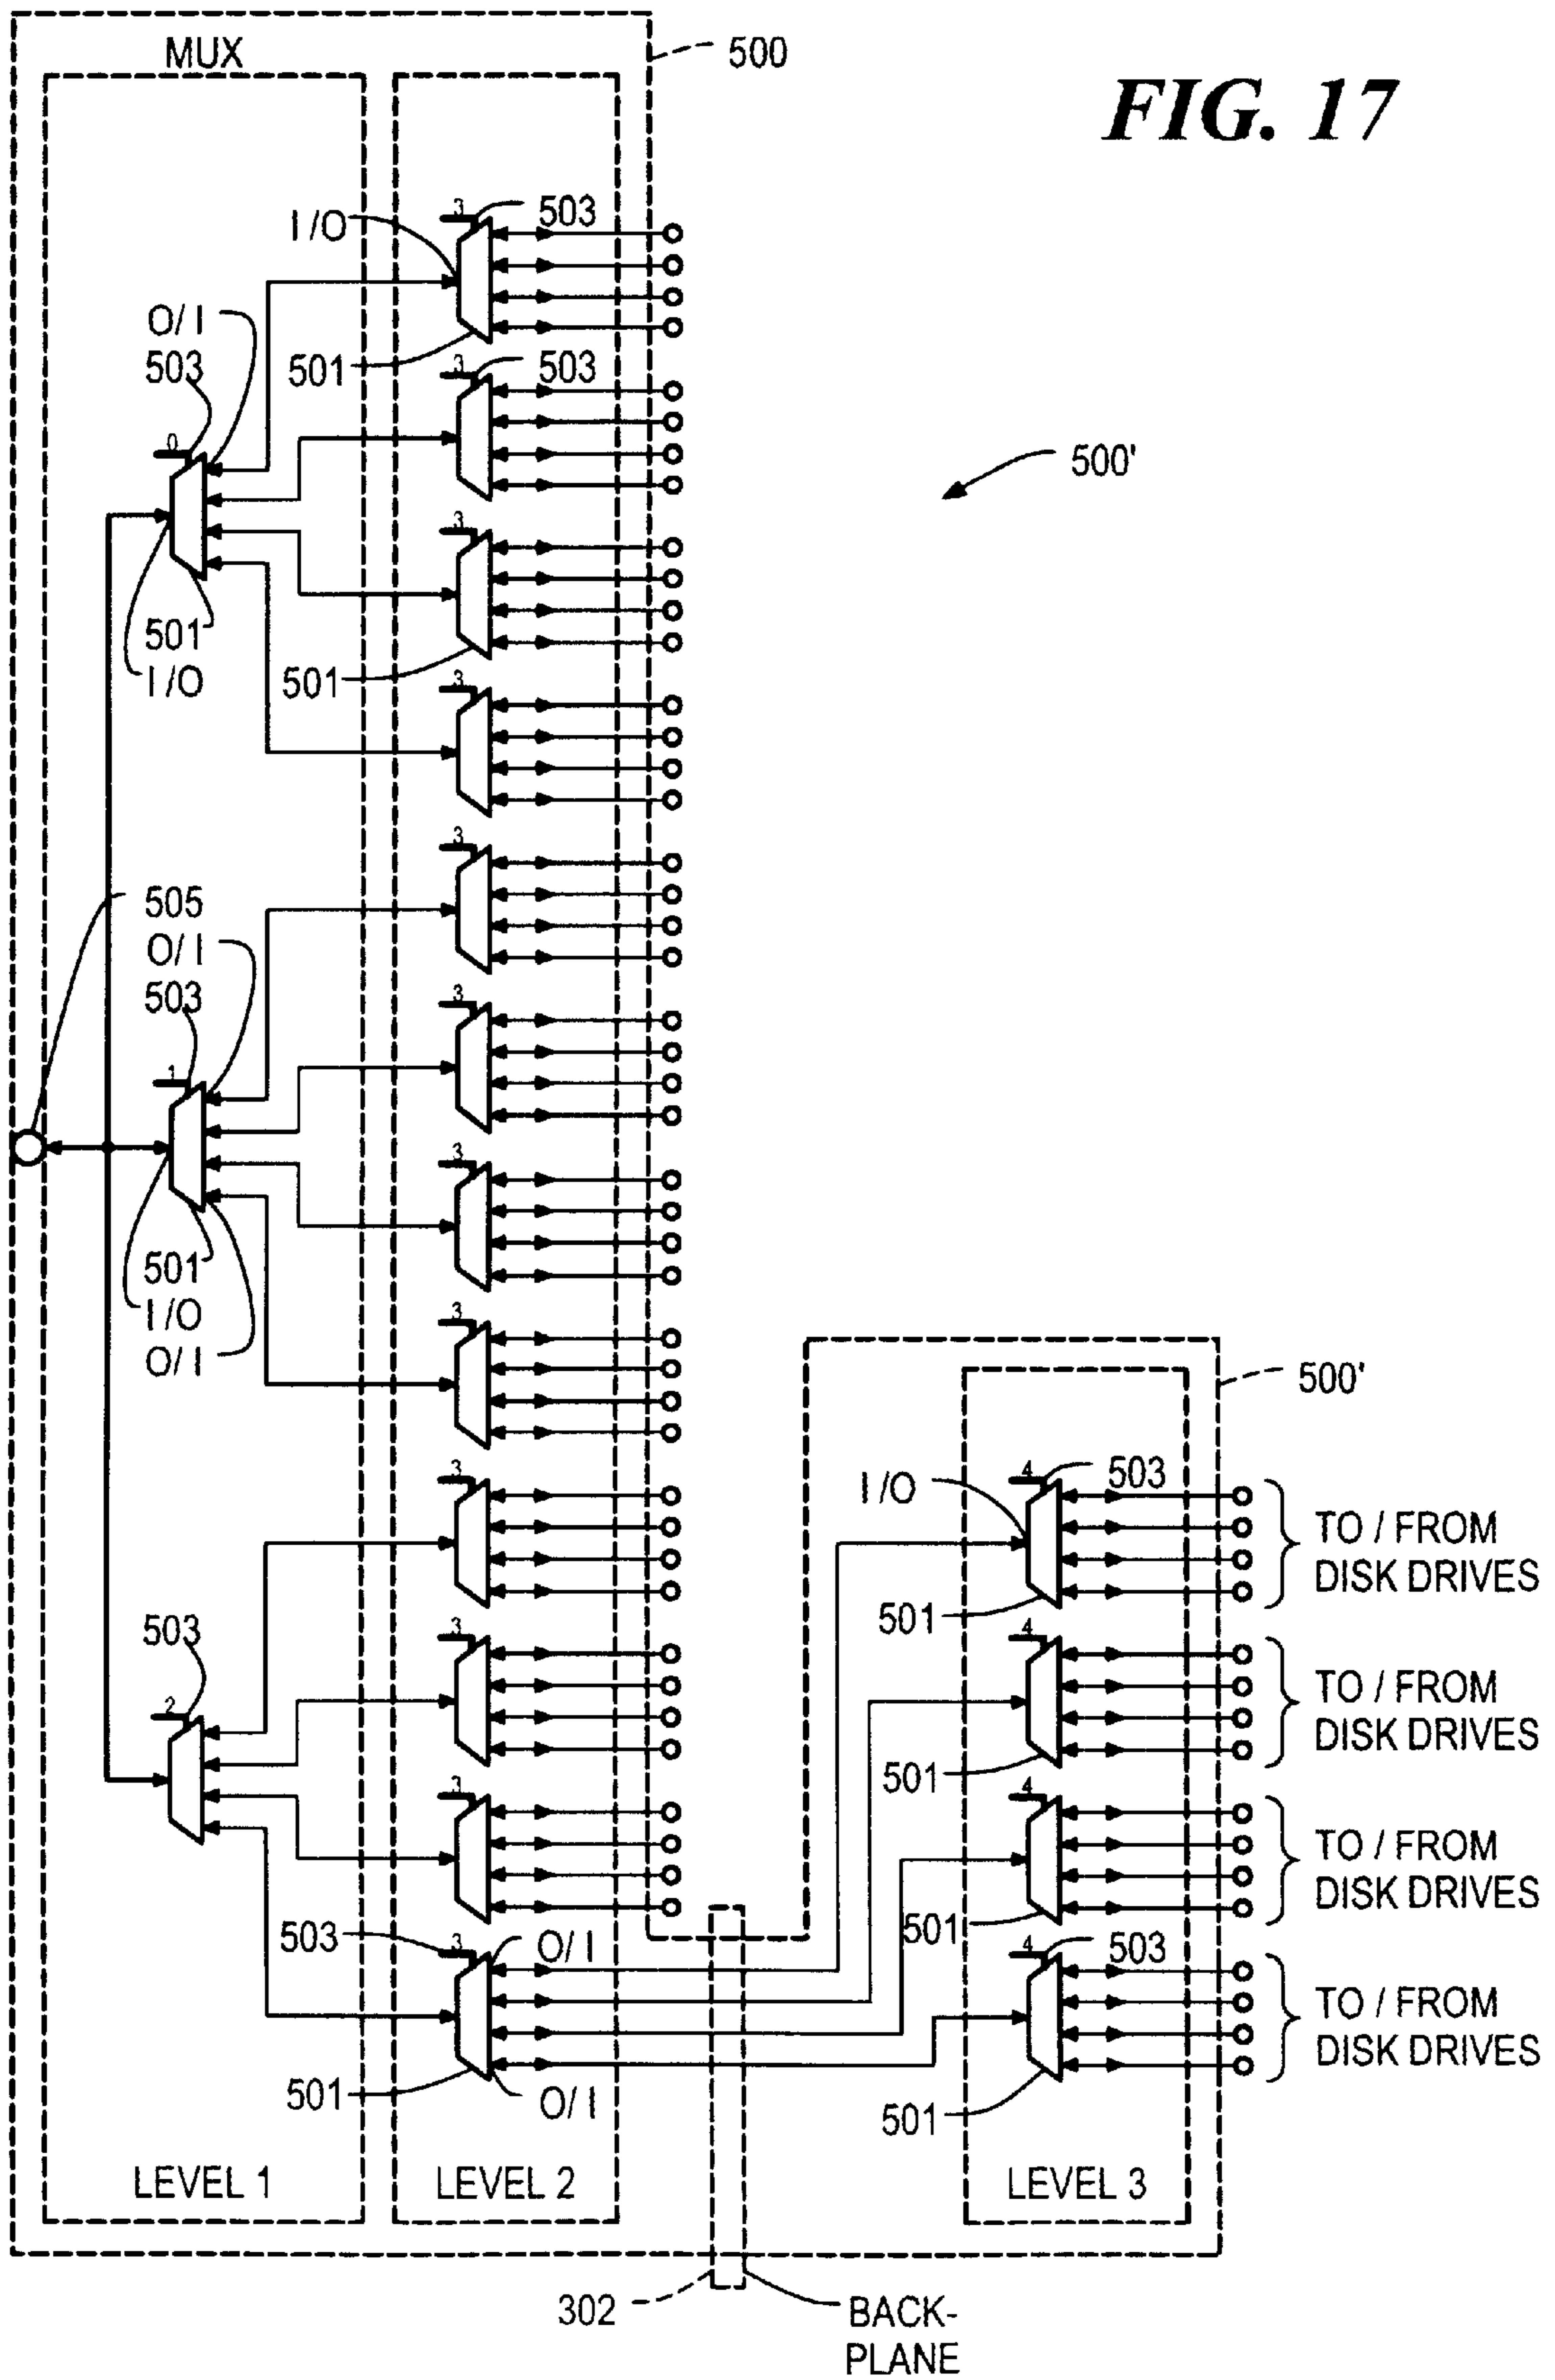 MUX
500
FIG. 17
3
503
I/O
O/I
503
501
3
503
0
500'
3
501
I/O
501
3
3
505
O/I
503
3
1
3
501
I/O
O/I
3
500'
3
4
503
I/O
TO / FROM
DISK DRIVES
501
503
3
4
TO / FROM
DISK DRIVES
2
501
3
4
TO / FROM
DISK DRIVES
501
503
3
O/I
4
503
TO / FROM
DISK DRIVES
501
O/I
501
LEVEL 1
LEVEL 2
LEVEL 3
302
BACK-
PLANE